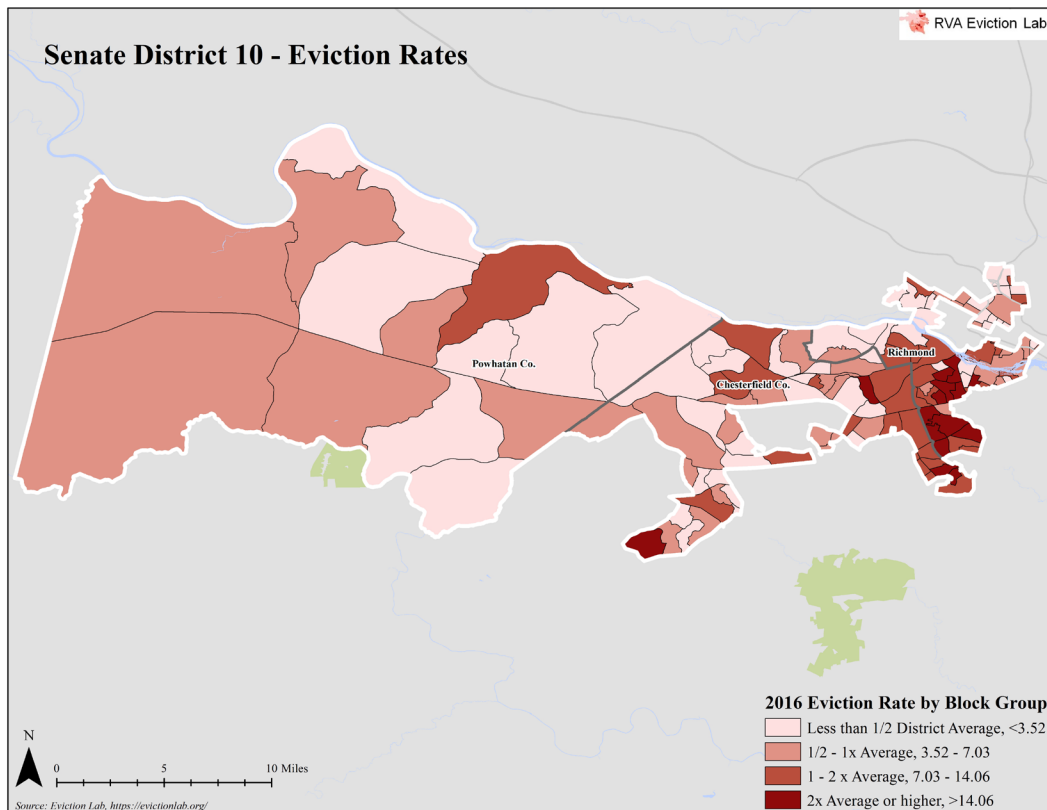 RVA Eviction Lab
Senate District 10 - Eviction Rates
Powhatan Co.
Chesterfield Co.
Richmond
2016 Eviction Rate by Block Group
Less than 1/2 District Average, <3.52
1/2 - 1x Average, 3.52 - 7.03
1 - 2 x Average, 7.03 - 14.06
2x Average or higher, >14.06
N
0 5 10 Miles
Source: Eviction Lab, https://evictionlab.org/